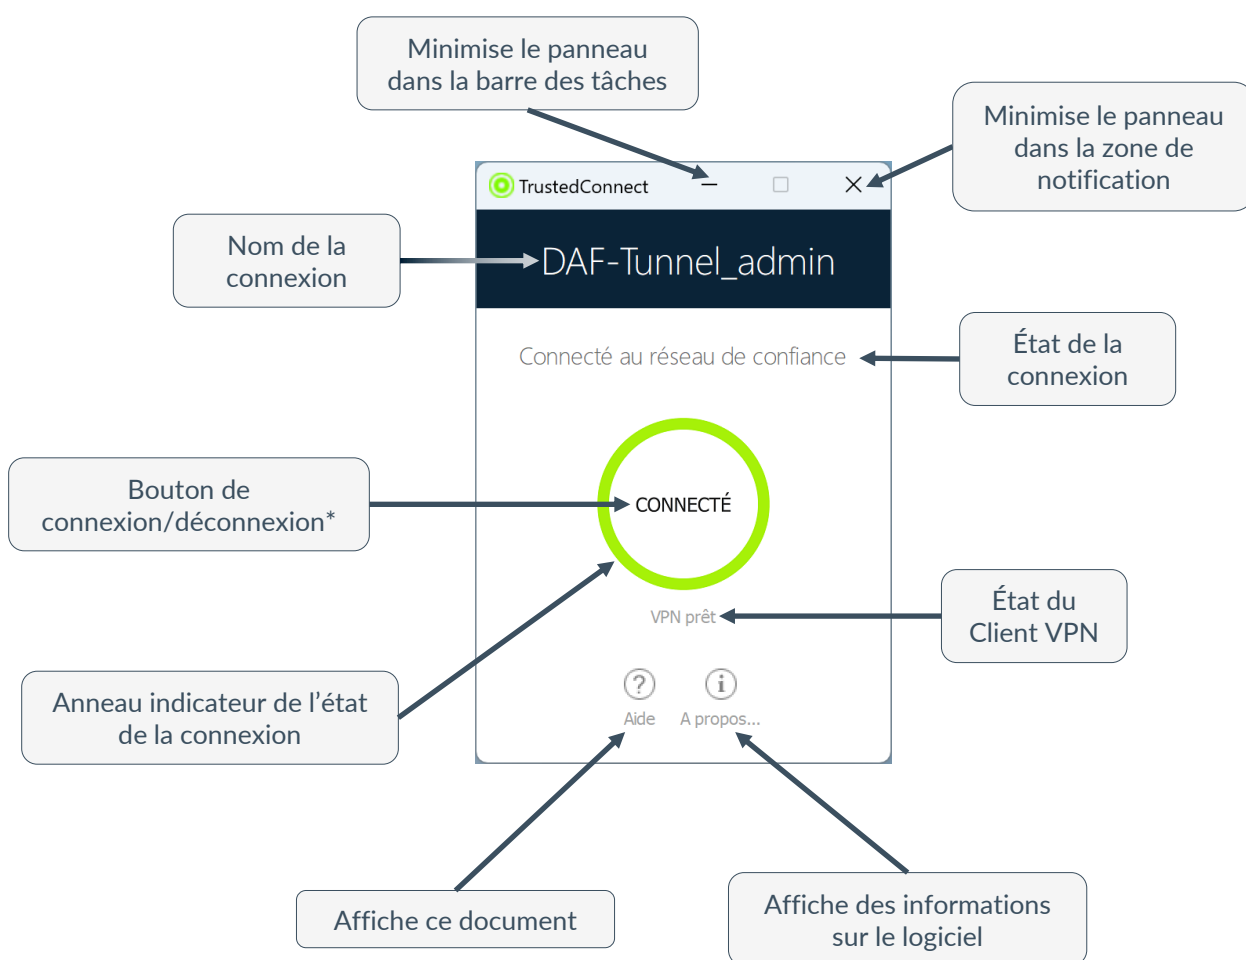 Minimise le panneau
dans la barre des tâches
Minimise le panneau
dans la zone de
notification
TrustedConnect
Nom de la
connexion
DAF-Tunnel_admin
Connecté au réseau de confiance
État de la
connexion
Bouton de
connexion/déconnexion*
CONNECTÉ
VPN prêt
État du
Client VPN
Anneau indicateur de l’état
de la connexion
Aide
A propos...
Affiche ce document
Affiche des informations
sur le logiciel